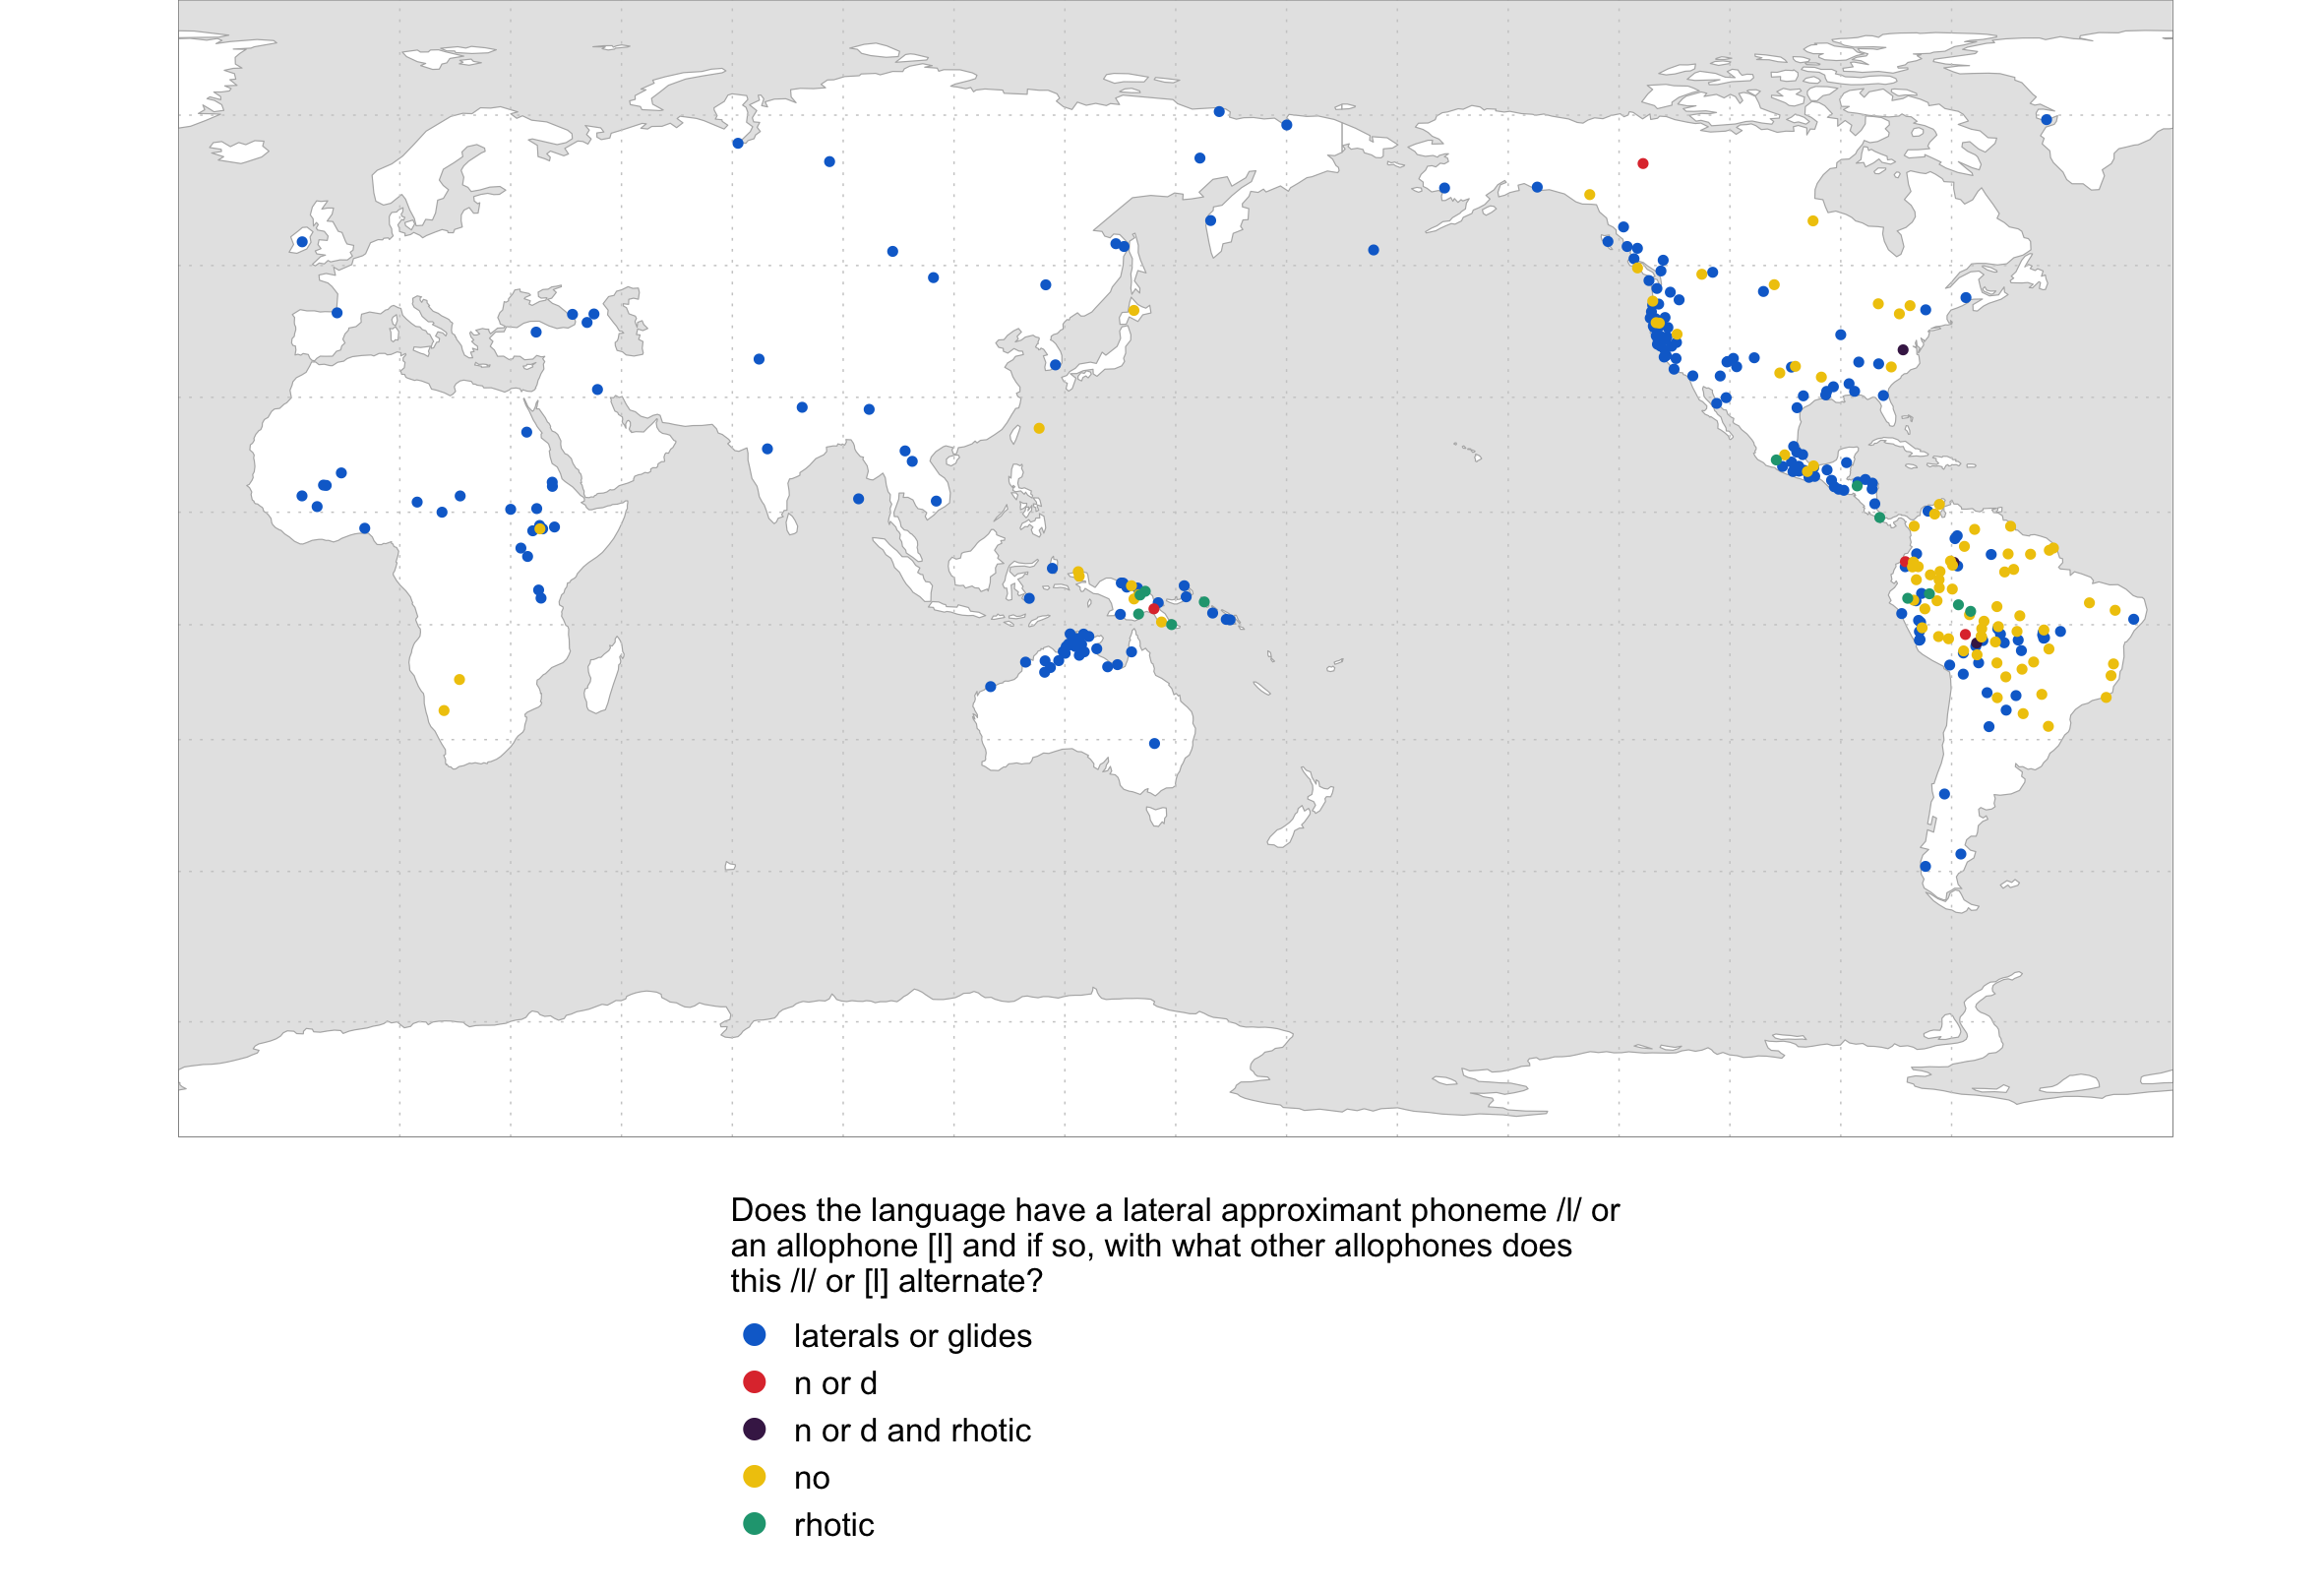 Does the language have a lateral approximant phoneme /l/ or
an allophone [l] and if so, with what other allophones does
this /l/ or [l] alternate?
laterals or glides
n or d
n or d and rhotic
no
rhotic